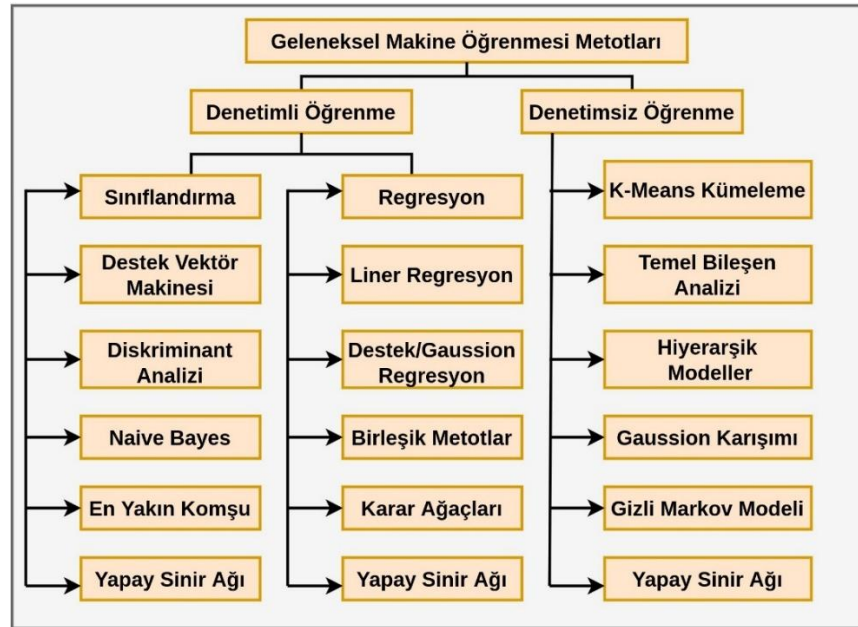 Geleneksel Makine Öğrenmesi Metotları
Denetimli Öğrenme
Denetimsiz Öğrenme
Sınıflandırma
Regresyon
K-Means Kümeleme
Destek Vektör
Makinesi
Liner Regresyon
Temel Bileşen
Analizi
Diskriminant
Analizi
Destek/Gaussion
Regresyon
Hiyerarşik
Modeller
Naive Bayes
Birleşik Metotlar
Gaussion Karışımı
En Yakın Komşu
Karar Ağaçları
Gizli Markov Modeli
Yapay Sinir Ağı
Yapay Sinir Ağı
Yapay Sinir Ağı